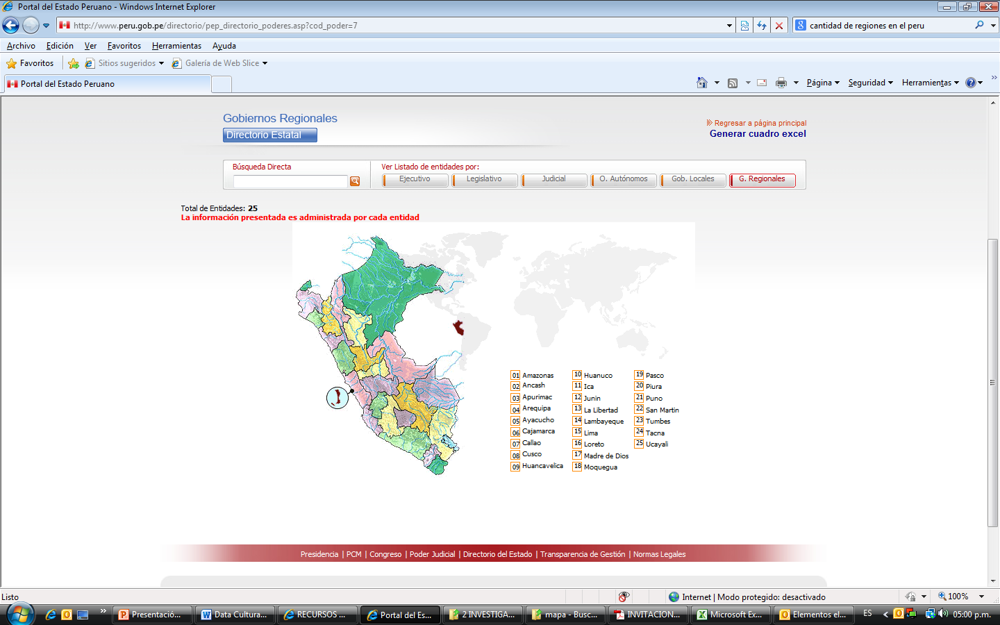 Portal del Estado Peruano - Windows Internet Explorer
http://www.peru.gob.pe/directorio/pep_directorio_poderes.asp?cod_poder=7
cantidad de regiones en el peru
Archivo Edición Ver Favoritos Herramientas Ayuda
Favoritos Sitios sugeridos Galería de Web Slice
Portal del Estado Peruano
Página Seguridad Herramientas
Gobiernos Regionales
Directorio Estatal
Regresar a página principal
Generar cuadro excel
Búsqueda Directa
Ver Listado de entidades por:
Ejecutivo Legislativo Judicial O. Autónomos Gob. Locales G. Regionales
Total de Entidades: 25
La información presentada es administrada por cada entidad
01 Amazonas
02 Ancash
03 Apurimac
04 Arequipa
05 Ayacucho
06 Cajamarca
07 Callao
08 Cusco
09 Huancavelica
10 Huanuco
11 Ica
12 Junin
13 La Libertad
14 Lambayeque
15 Lima
16 Loreto
17 Madre de Dios
18 Moquegua
19 Pasco
20 Piura
21 Puno
22 San Martin
23 Tumbes
24 Tacna
25 Ucayali
Presidencia | PCM | Congreso | Poder Judicial | Directorio del Estado | Transparencia de Gestión | Normas Legales
Listo
Internet | Modo protegido: desactivado
100%
Presentació... Data Cultura... RECURSOS ... Portal del Es... 2 INVESTIGA... mapa - Busc... INVITACION... Microsoft Ex... Elementos el... ES 05:00 p.m.